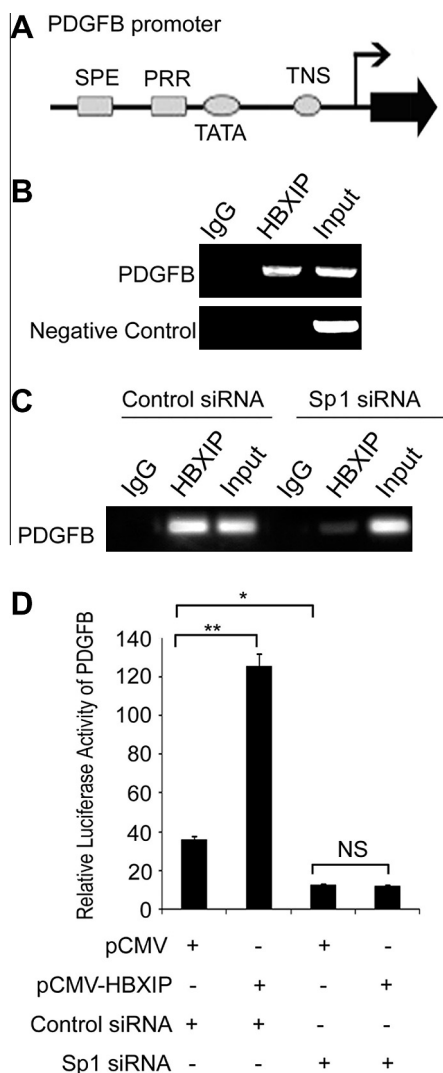 A PDGFB promoter
SPE PRR TNS
TATA
B
IgG HBXIP Input
PDGFB
Negative Control
C
Control siRNA Sp1 siRNA
IgG HBXIP Input IgG HBXIP Input
PDGFB
D
Relative Luciferase Activity of PDGFB
*
**
NS
140
120
100
80
60
40
20
0
pCMV + - + -
pCMV-HBXIP - + - +
Control siRNA + + - -
Sp1 siRNA - - + +